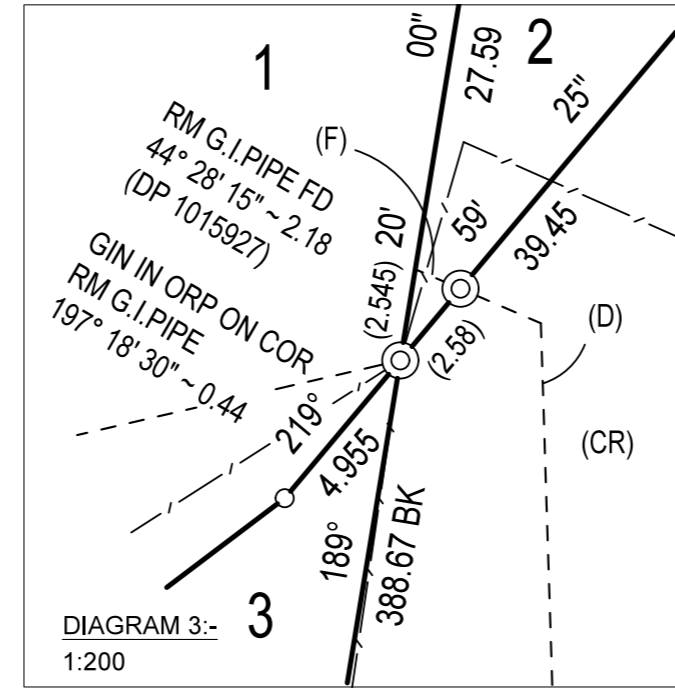 1
2
3
00"
27.59
25"
RM G.I.PIPE FD
44° 28' 15" ~ 2.18
(DP 1015927)
(F)
20'
59'
39.45
GIN IN ORP ON COR
RM G.I.PIPE
197° 18' 30" ~ 0.44
(2.545)
(2.58)
(D)
(CR)
219°
4.955
189°
388.67 BK
DIAGRAM 3:-
1:200